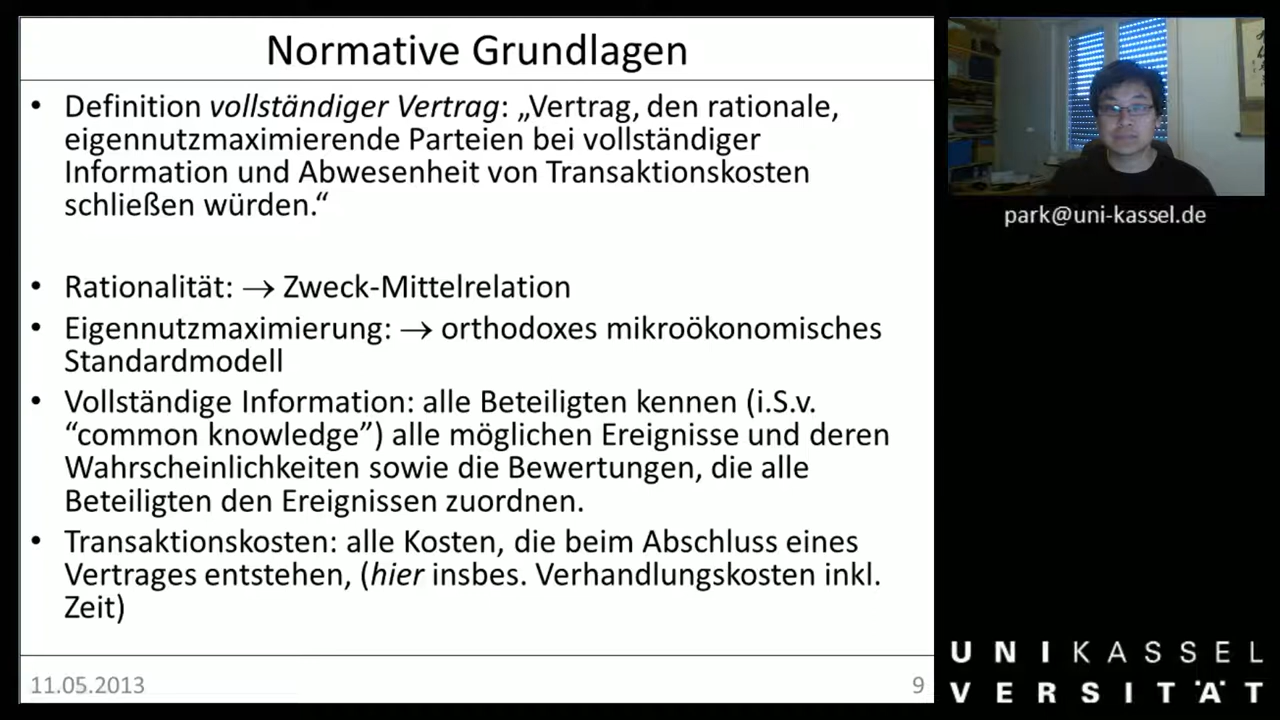 Normative Grundlagen
• Definition vollständiger Vertrag: „Vertrag, den rationale,
eigennutzmaximierende Parteien bei vollständiger
Information und Abwesenheit von Transaktionskosten
schließen würden.“
• Rationalität: → Zweck-Mittelrelation
• Eigennutzmaximierung: → orthodoxes mikroökonomisches
Standardmodell
• Vollständige Information: alle Beteiligten kennen (i.S.v.
“common knowledge”) alle möglichen Ereignisse und deren
Wahrscheinlichkeiten sowie die Bewertungen, die alle
Beteiligten den Ereignissen zuordnen.
• Transaktionskosten: alle Kosten, die beim Abschluss eines
Vertrages entstehen, (hier insbes. Verhandlungskosten inkl.
Zeit)
11.05.2013
9
park@uni-kassel.de
UNIKASSEL
VERSITÄT